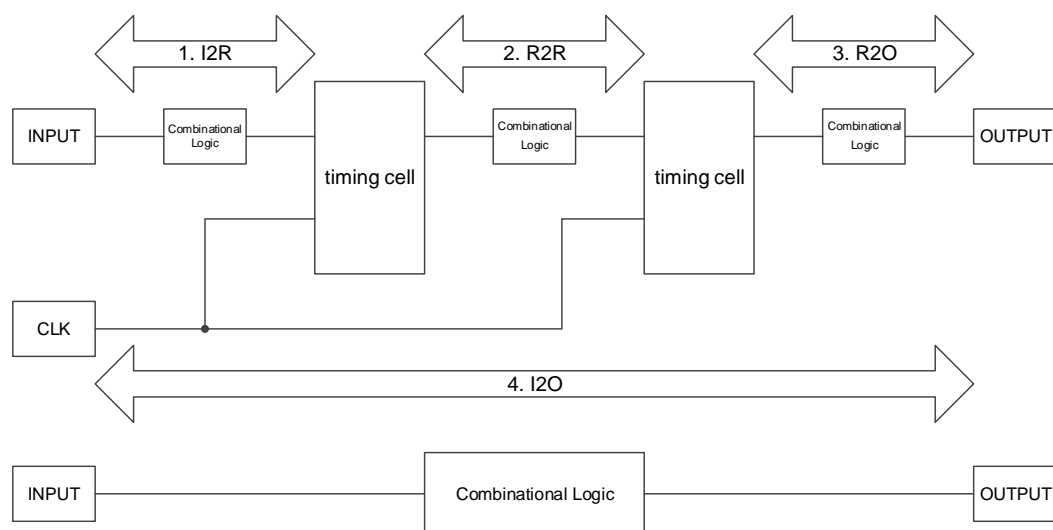 1. I2R
2. R2R
3. R2O
INPUT
Combinational
Logic
timing cell
Combinational
Logic
timing cell
Combinational
Logic
OUTPUT
CLK
4. I2O
INPUT
Combinational Logic
OUTPUT